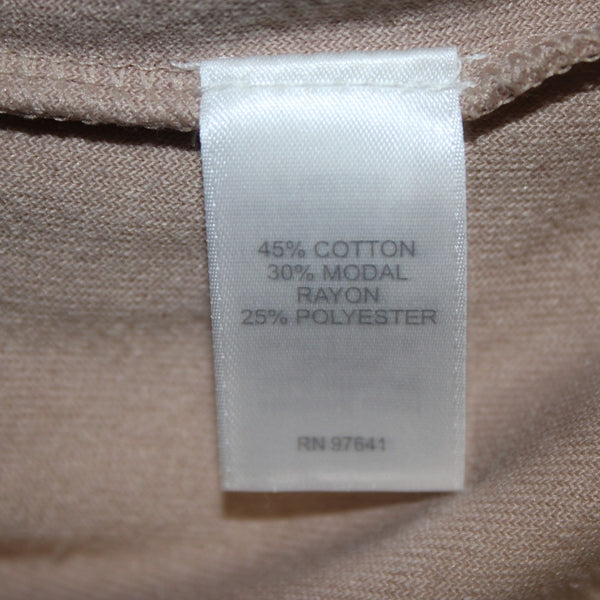 45% COTTON
30% MODAL
RAYON
25% POLYESTER
RN 97641